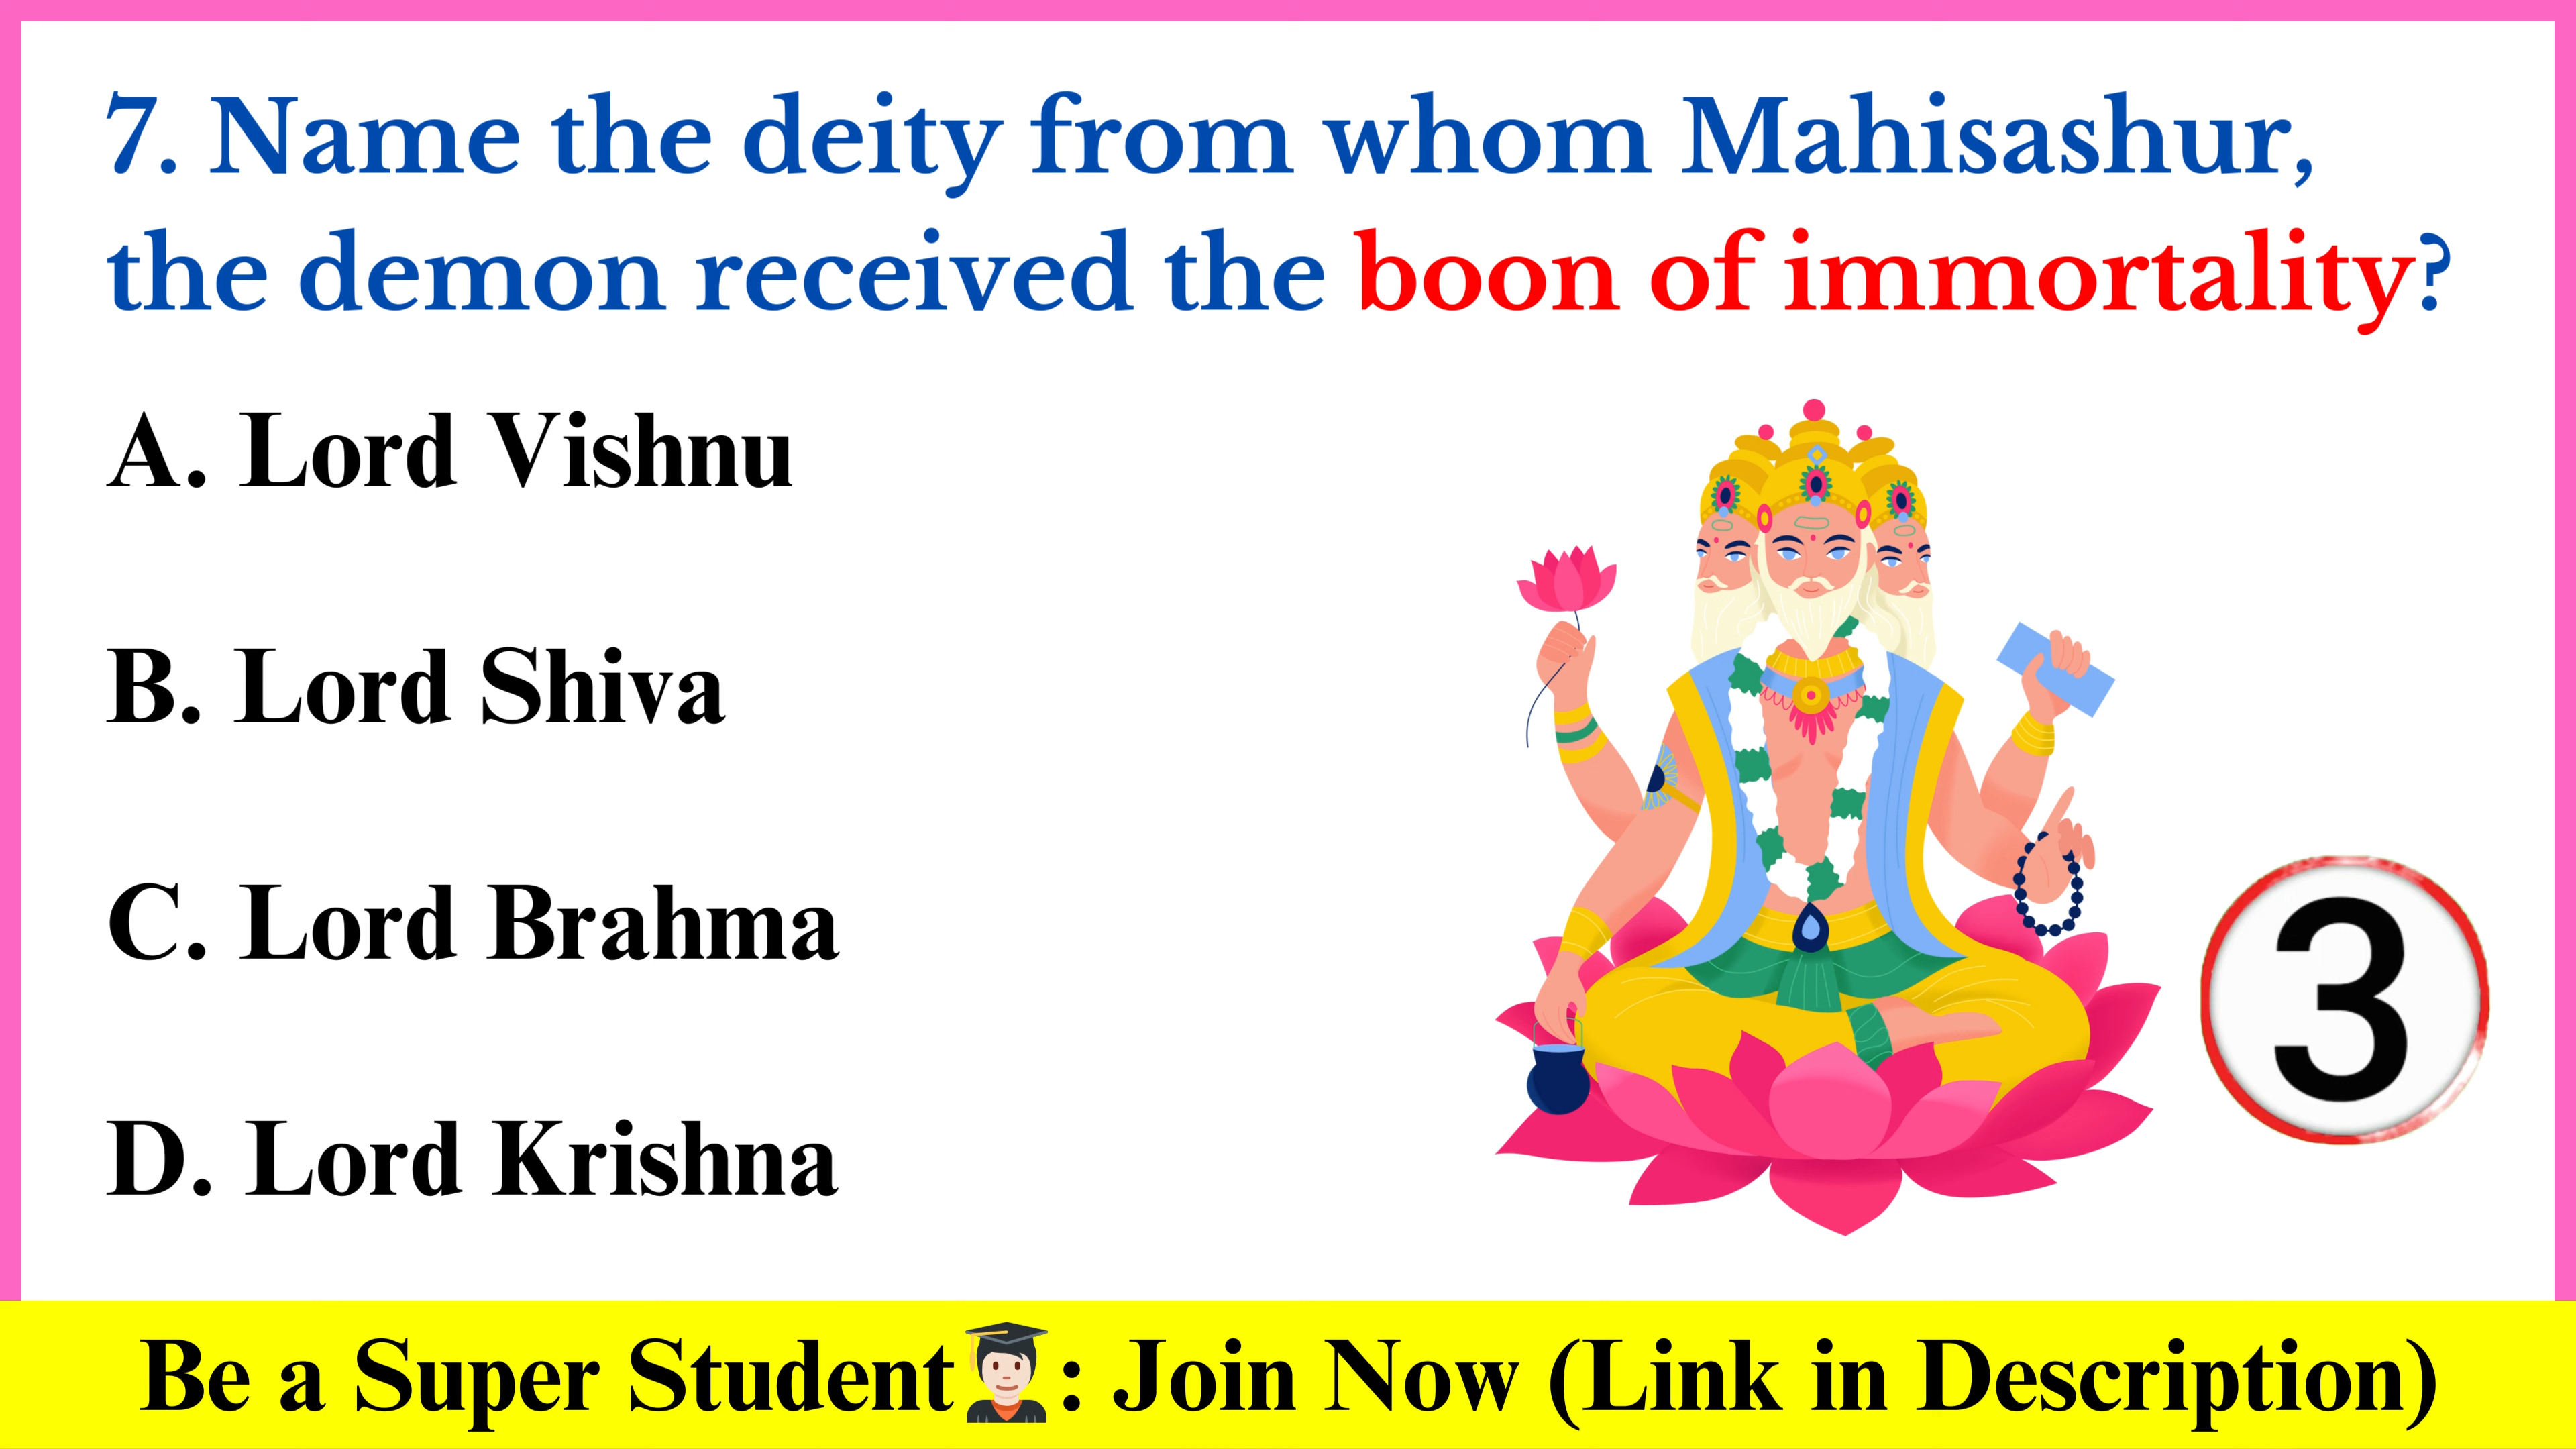 7. Name the deity from whom Mahisashur,
the demon received the boon of immortality?
A. Lord Vishnu
B. Lord Shiva
C. Lord Brahma
D. Lord Krishna
3
Be a Super Student: Join Now (Link in Description)